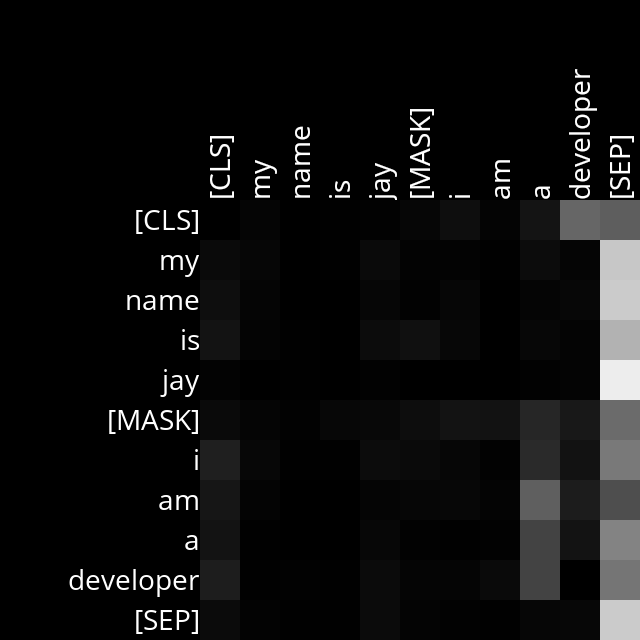 [CLS]
my
name
is
jay
[MASK]
i
am
a
developer
[SEP]
[CLS]
my
name
is
jay
[MASK]
i
am
a
developer
[SEP]